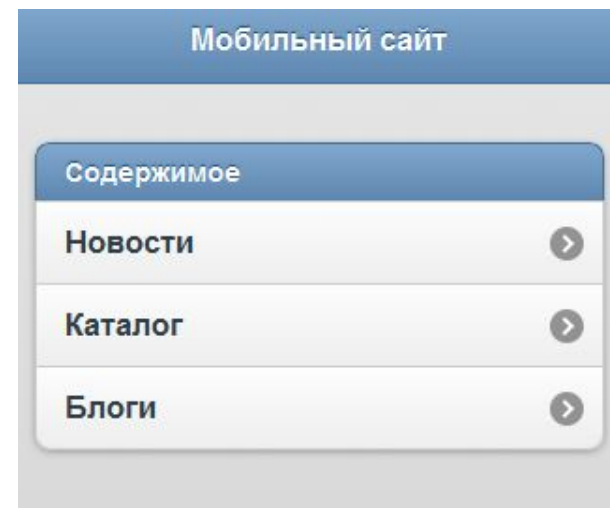 Мобильный сайт
Содержимое
Новости
Каталог
Блоги